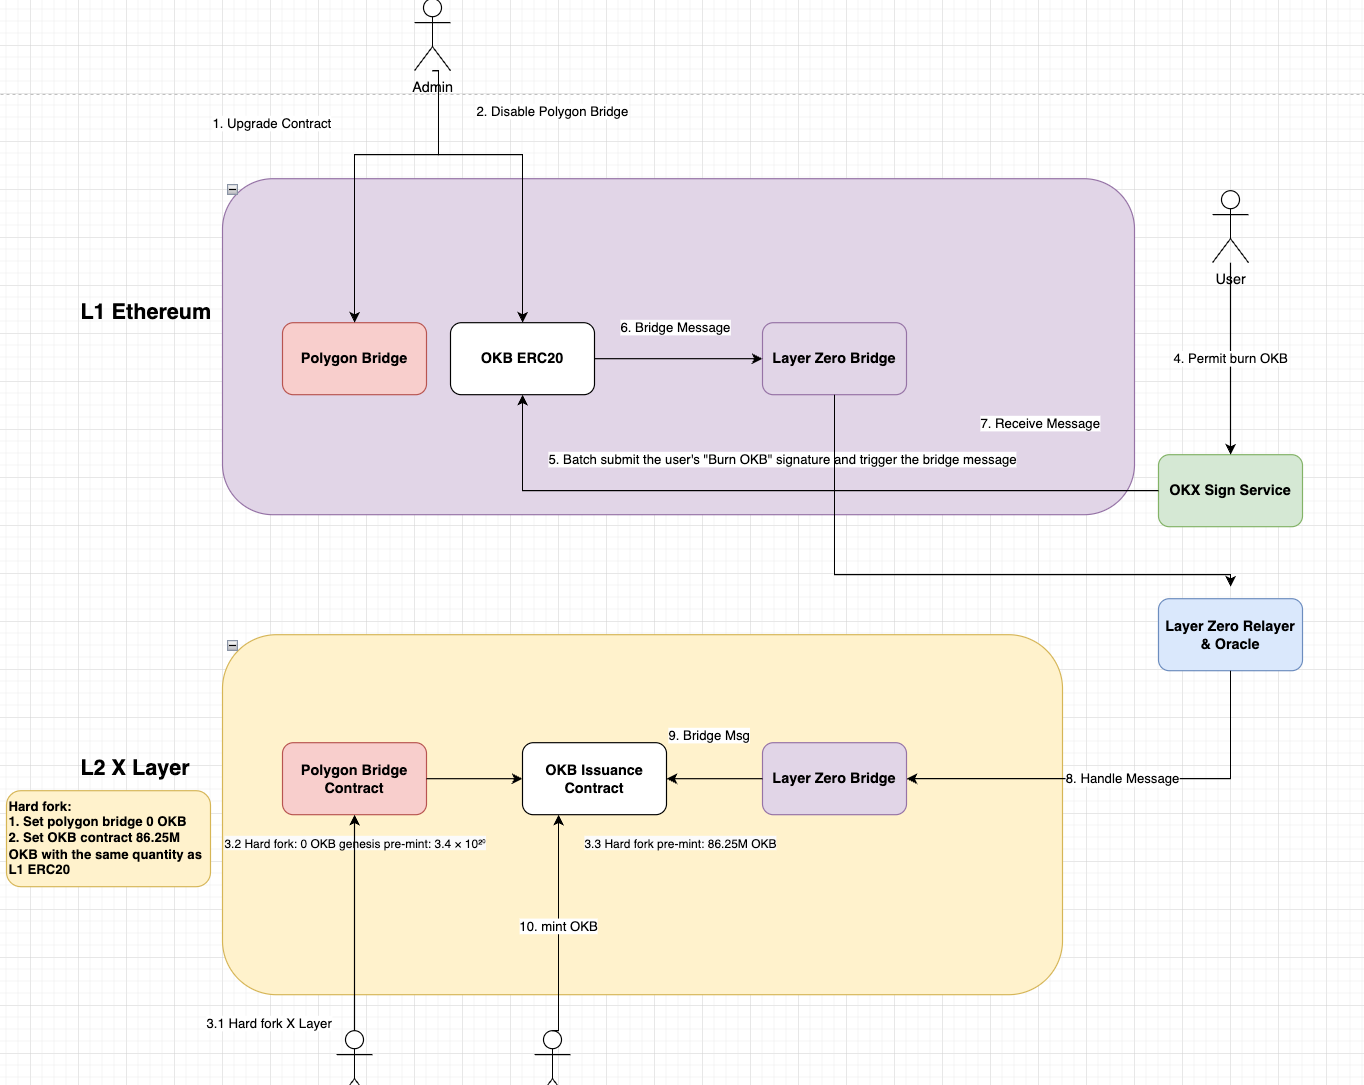 Admin
1. Upgrade Contract
2. Disable Polygon Bridge
L1 Ethereum
User
Polygon Bridge
OKB ERC20
6. Bridge Message
Layer Zero Bridge
4. Permit burn OKB
7. Receive Message
5. Batch submit the user's "Burn OKB" signature and trigger the bridge message
OKX Sign Service
Layer Zero Relayer
& Oracle
L2 X Layer
Hard fork:
1. Set polygon bridge 0 OKB
2. Set OKB contract 86.25M
OKB with the same quantity as
L1 ERC20
Polygon Bridge
Contract
OKB Issuance
Contract
9. Bridge Msg
Layer Zero Bridge
8. Handle Message
3.2 Hard fork: 0 OKB genesis pre-mint: 3.4 × 10²⁰
3.3 Hard fork pre-mint: 86.25M OKB
10. mint OKB
3.1 Hard fork X Layer